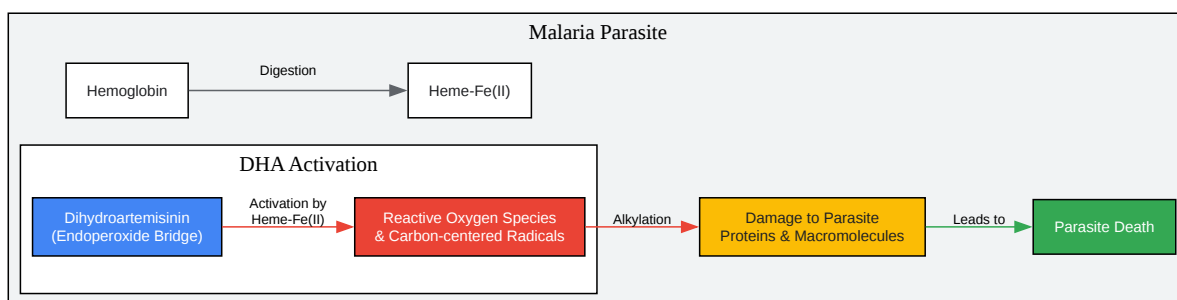 Malaria Parasite
Digestion
Hemoglobin
Heme-Fe(II)
DHA Activation
Dihydroartemisinin
(Endoperoxide Bridge)
Activation by
Heme-Fe(II)
Reactive Oxygen Species
& Carbon-centered Radicals
Alkylation
Damage to Parasite
Proteins & Macromolecules
Leads to
Parasite Death